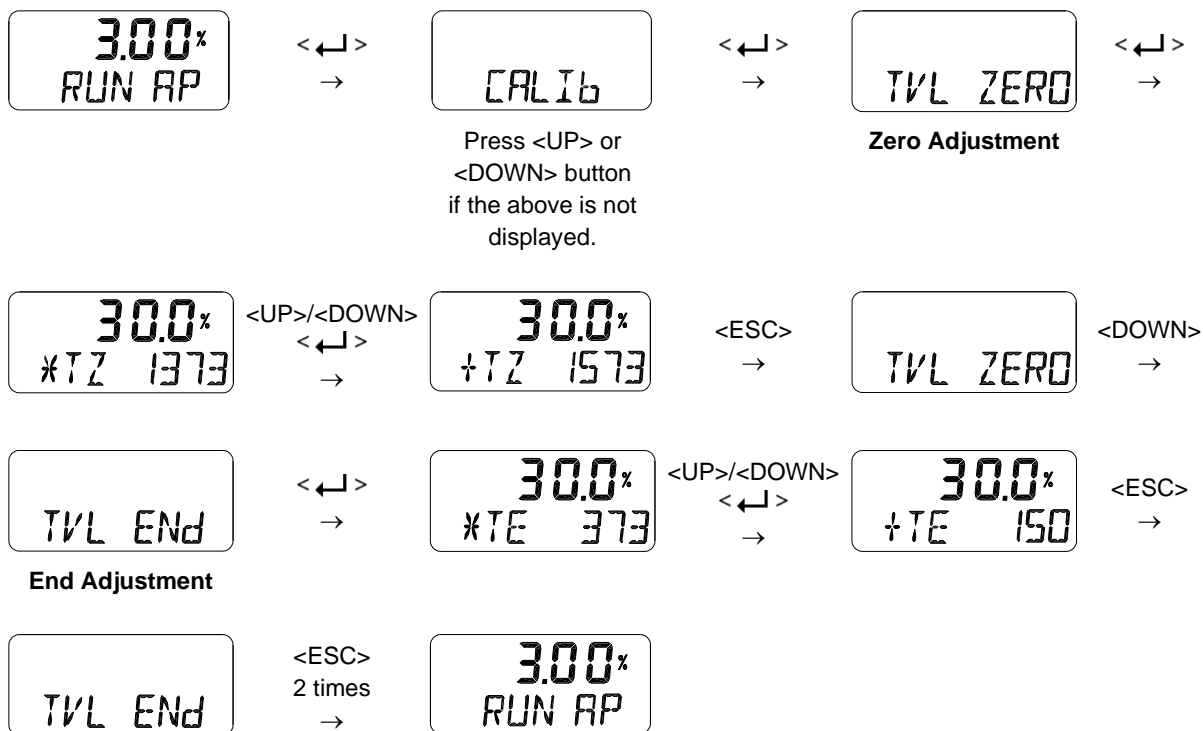 3.00%
RUN AP
<↵>
→
CALIb
Press <UP> or
<DOWN> button
if the above is not
displayed.
<↵>
→
TVL ZERO
Zero Adjustment
<↵>
→
30.0%
*TZ 1373
<UP>/<DOWN>
<↵>
→
30.0%
+TZ 1573
<ESC>
→
TVL ZERO
<DOWN>
→
TVL ENd
End Adjustment
<↵>
→
30.0%
*TE 373
<UP>/<DOWN>
<↵>
→
30.0%
+TE 150
<ESC>
→
TVL ENd
<ESC>
2 times
→
3.00%
RUN AP